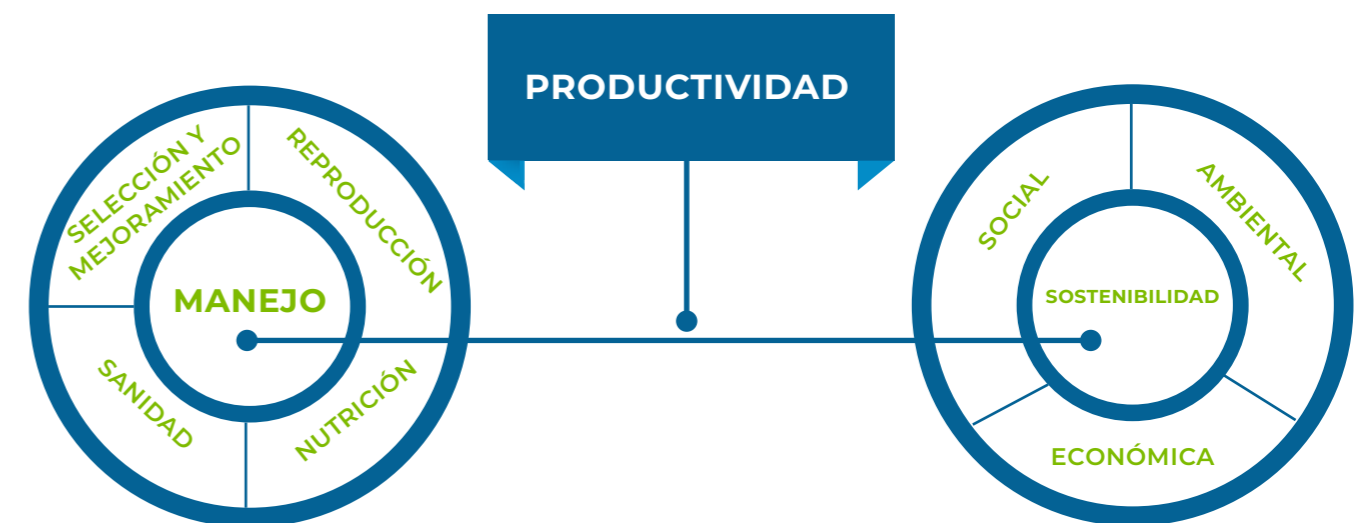 PRODUCTIVIDAD
SELECCIÓN Y
MEJORAMIENTO
REPRODUCCIÓN
MANEJO
SANIDAD
NUTRICIÓN
SOCIAL
AMBIENTAL
SOSTENIBILIDAD
ECONÓMICA